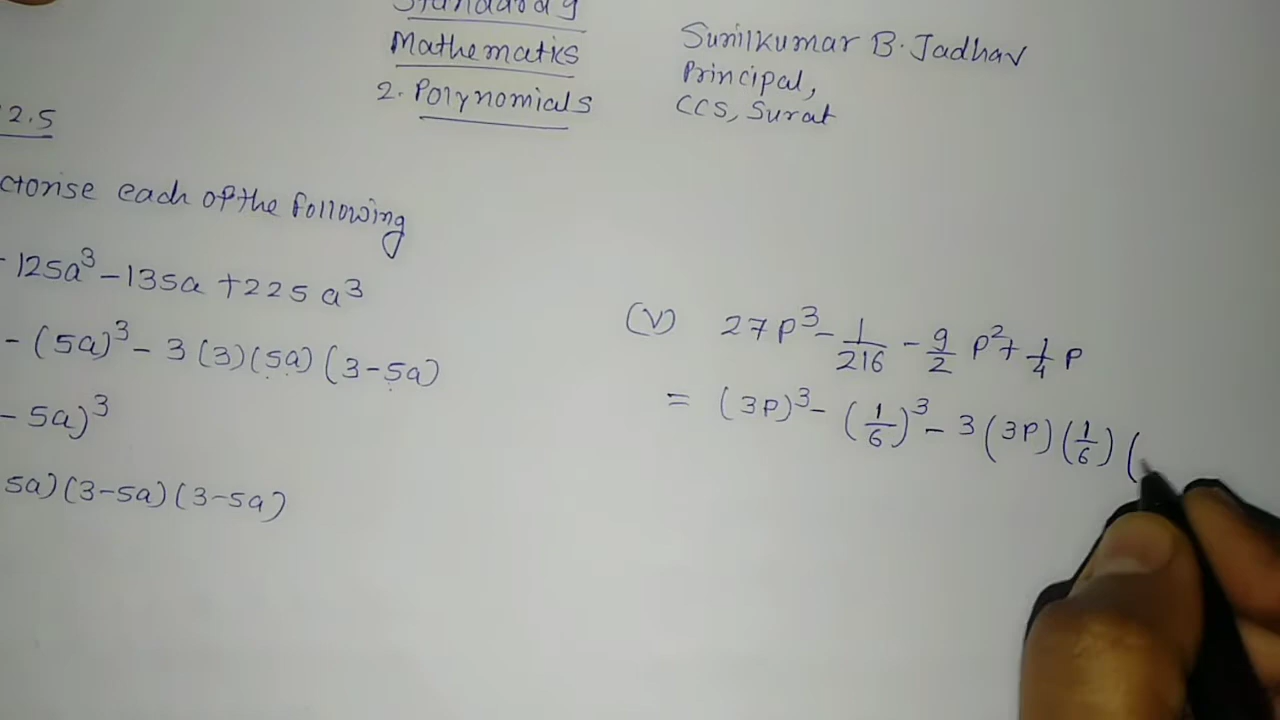 Standard 9
Mathematics
2. Polynomials
Sunilkumar B. Jadhav
Principal,
CCS, Surat
2.5
ctorise each of the following
- 125a³ - 135a + 225a³
- (5a)³ - 3(3)(5a)(3-5a)
- 5a)³
5a)(3-5a)(3-5a)
(V) 27P³ - 1/216 - 9/2 P² + 1/4 P
= (3P)³ - (1/6)³ - 3(3P)(1/6)(